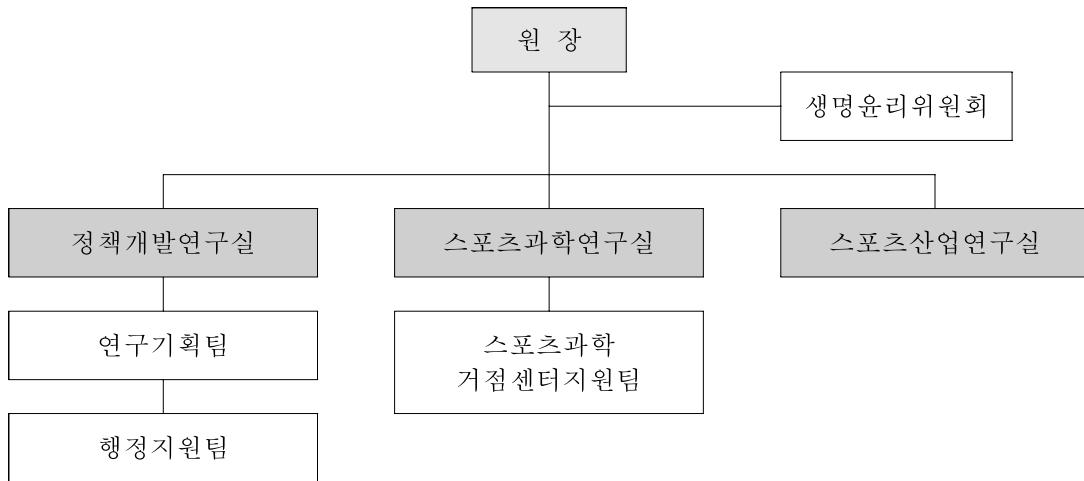 원 장
생명윤리위원회
정책개발연구실
스포츠과학연구실
스포츠산업연구실
연구기획팀
스포츠과학
거점센터지원팀
행정지원팀